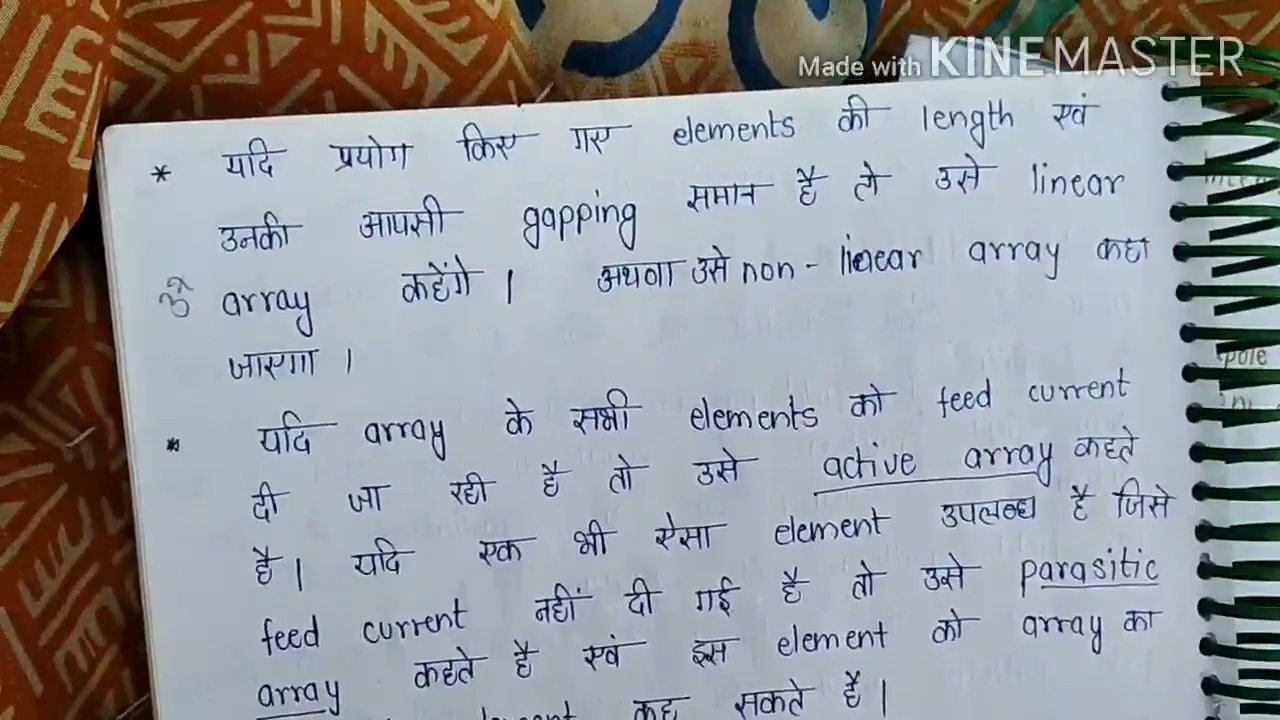 Made with KINEMASTER
* यदि प्रयोग किए गए elements की length एवं
उनकी आपसी gapping समान है तो उसे linear
ॐ array कहेंगे । अथवा उसे non - linear array कहा
जाएगा ।
* यदि array के सभी elements को feed current
दी जा रही है तो उसे active array कहते
है । यदि एक भी ऐसा element उपलब्ध है जिसे
feed current नहीं दी गई है तो उसे parasitic
array कहते है एवं इस element को array का
कह सकते है ।
pole